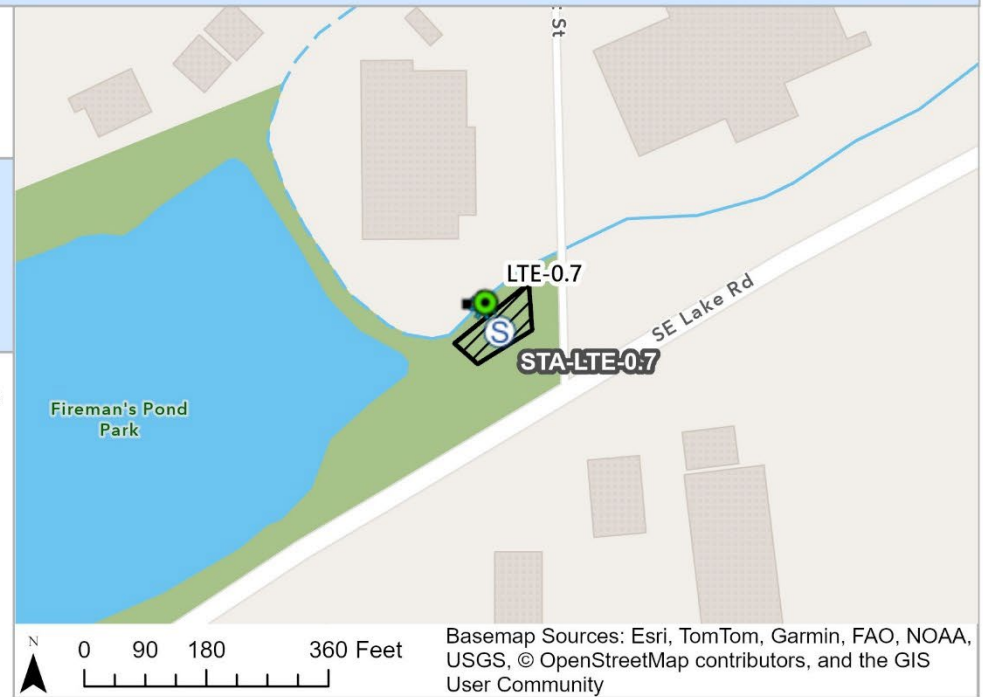 St
LTE-0.7
SE Lake Rd
S
STA-LTE-0.7
Fireman's Pond
Park
N
0 90 180 360 Feet
Basemap Sources: Esri, TomTom, Garmin, FAO, NOAA,
USGS, © OpenStreetMap contributors, and the GIS
User Community